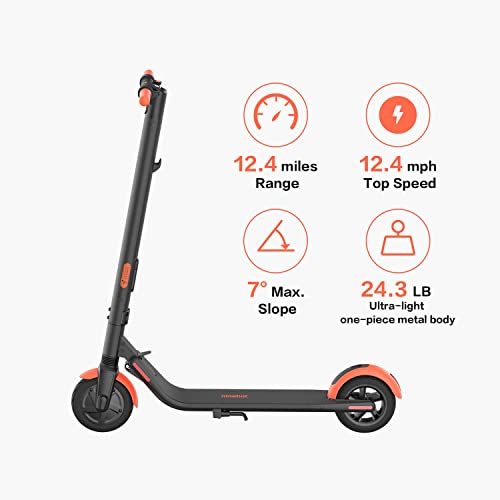 12.4 miles
Range
12.4 mph
Top Speed
7° Max.
Slope
24.3 LB
Ultra-light
one-piece metal body